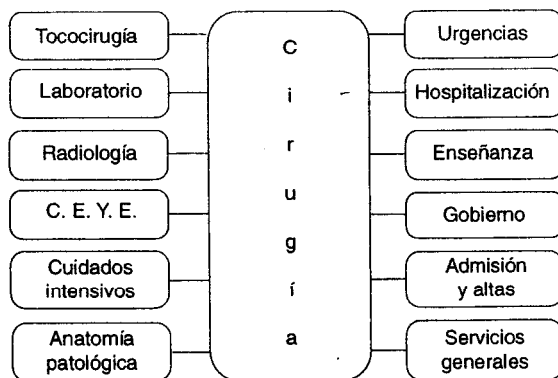 Tococirugía
Laboratorio
Radiología
C. E. Y. E.
Cuidados
intensivos
Anatomía
patológica
C
i
r
u
g
í
a
Urgencias
Hospitalización
Enseñanza
Gobierno
Admisión
y altas
Servicios
generales